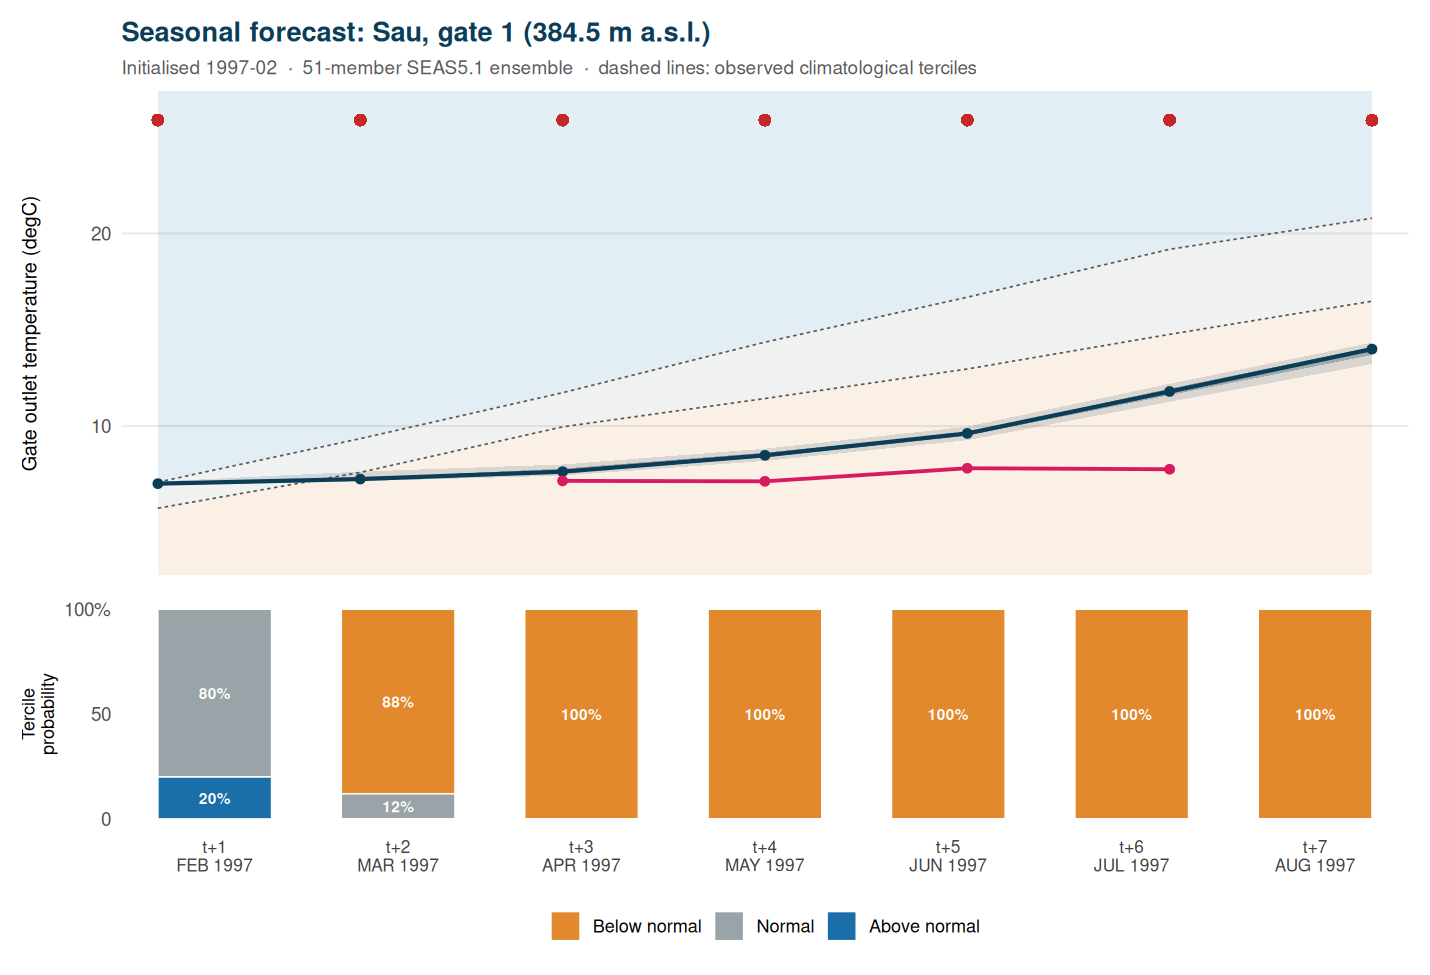 Seasonal forecast: Sau, gate 1 (384.5 m a.s.l.)
Initialised 1997-02 · 51-member SEAS5.1 ensemble · dashed lines: observed climatological terciles
Gate outlet temperature (degC)
20
10
Tercile
probability
100%
50
0
80%
20%
88%
12%
100%
100%
100%
100%
100%
t+1
FEB 1997
t+2
MAR 1997
t+3
APR 1997
t+4
MAY 1997
t+5
JUN 1997
t+6
JUL 1997
t+7
AUG 1997
Below normal
Normal
Above normal